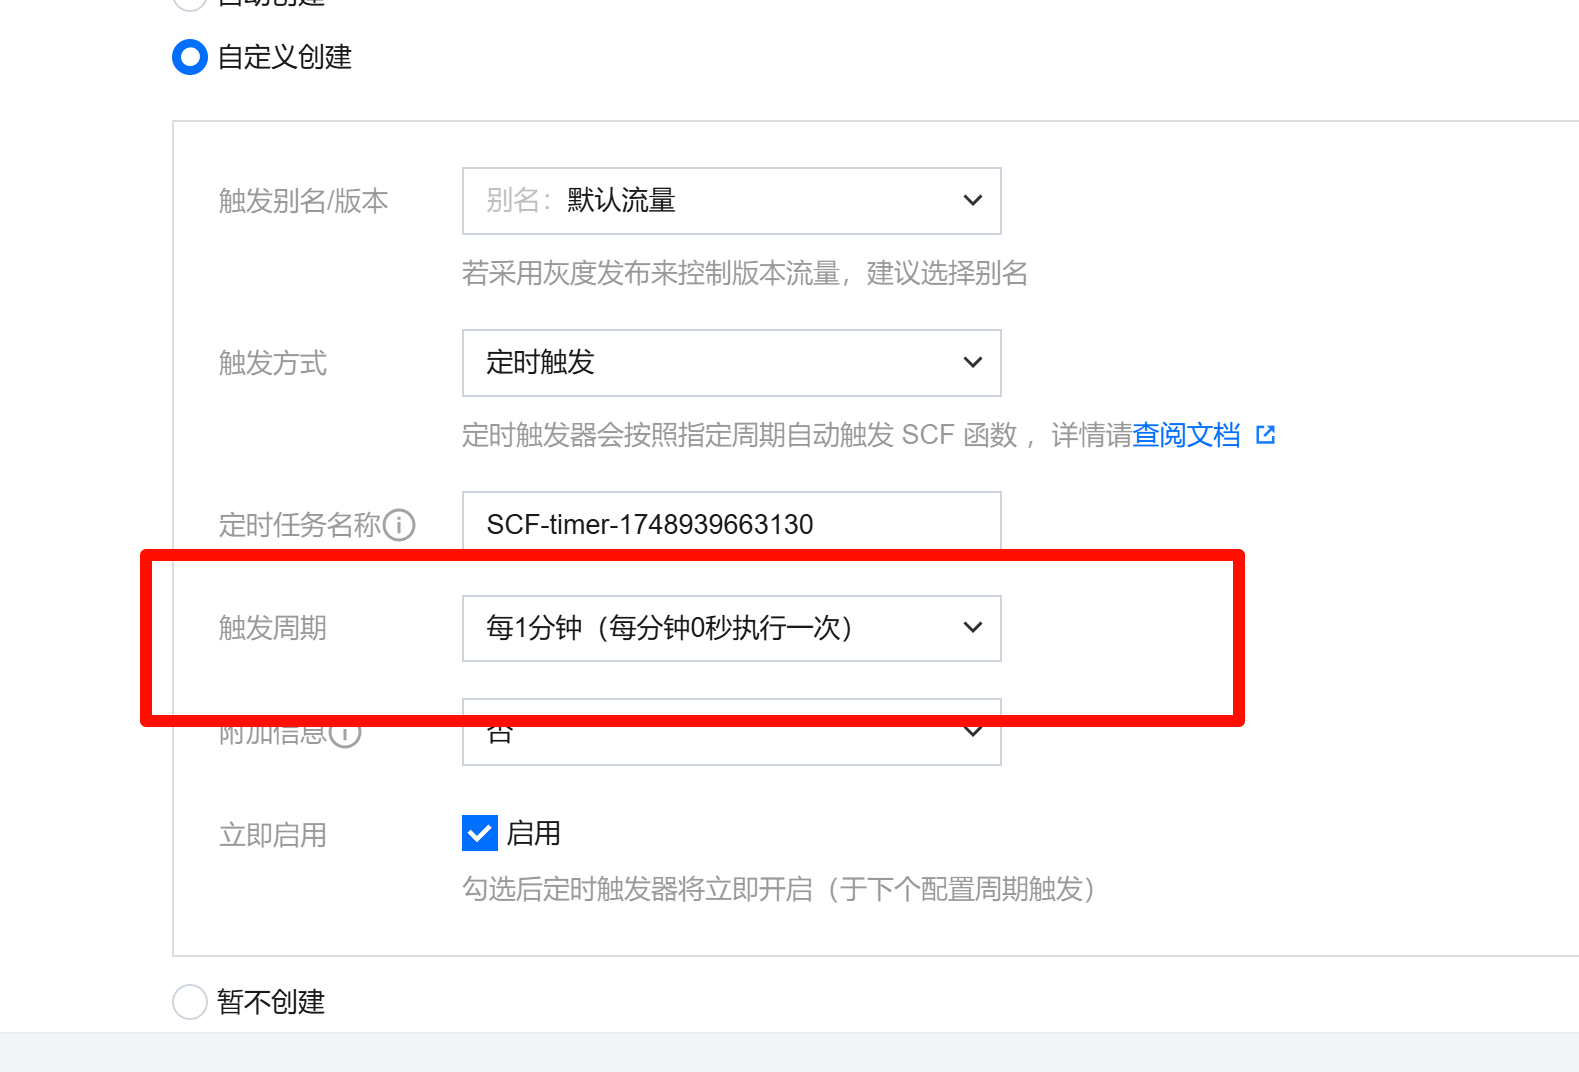 自动创建
自定义创建
触发别名/版本
别名：默认流量
若采用灰度发布来控制版本流量，建议选择别名
触发方式
定时触发
定时触发器会按照指定周期自动触发 SCF 函数 ，详情请查阅文档
定时任务名称
SCF-timer-1748939663130
触发周期
每1分钟（每分钟0秒执行一次）
附加信息
否
立即启用
启用
勾选后定时触发器将立即开启（于下个配置周期触发）
暂不创建